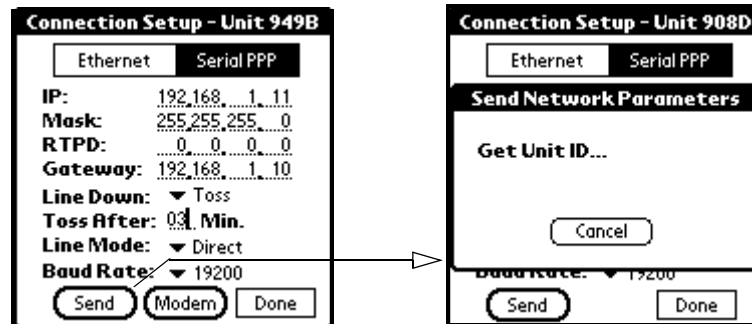 Connection Setup - Unit 949B
Ethernet Serial PPP
IP: 192.168. 1. 11
Mask: 255.255.255. 0
RTPD: 0. 0. 0. 0
Gateway: 192.168. 1. 10
Line Down: Toss
Toss After: 03 Min.
Line Mode: Direct
Baud Rate: 19200
Send Modem Done
Connection Setup - Unit 908D
Ethernet Serial PPP
Send Network Parameters
Get Unit ID...
Cancel
Baud Rate: 19200
Send Done